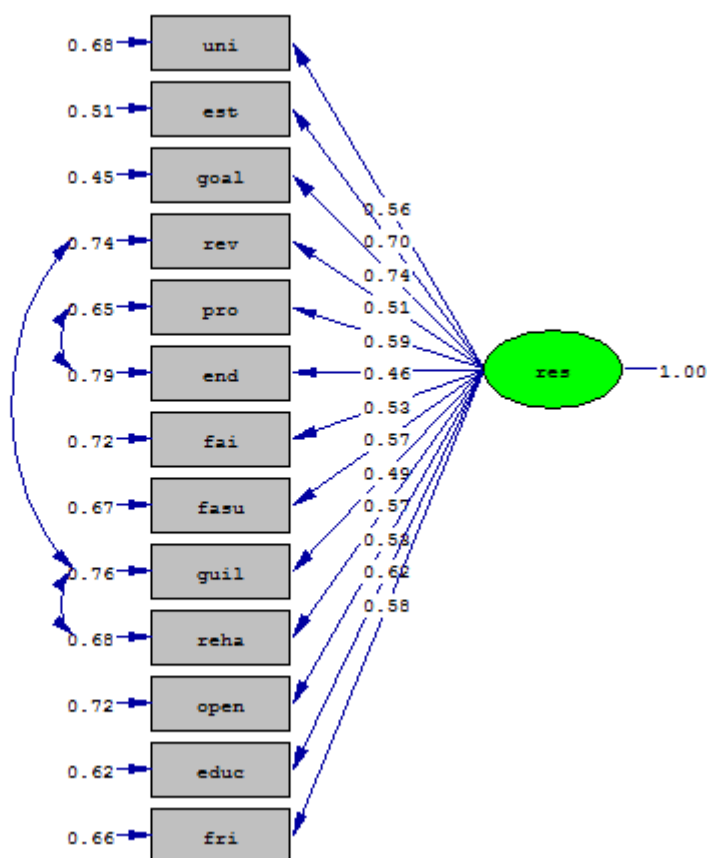 0.68 uni
0.51 est
0.45 goal
0.56
0.74 rev 0.70
0.74
0.65 pro 0.51
0.59
0.79 end 0.46 res 1.00
0.53
0.72 fai 0.57
0.49
0.67 fasu 0.57
0.53
0.76 guil 0.62
0.58
0.68 reha
0.72 open
0.62 educ
0.66 fri